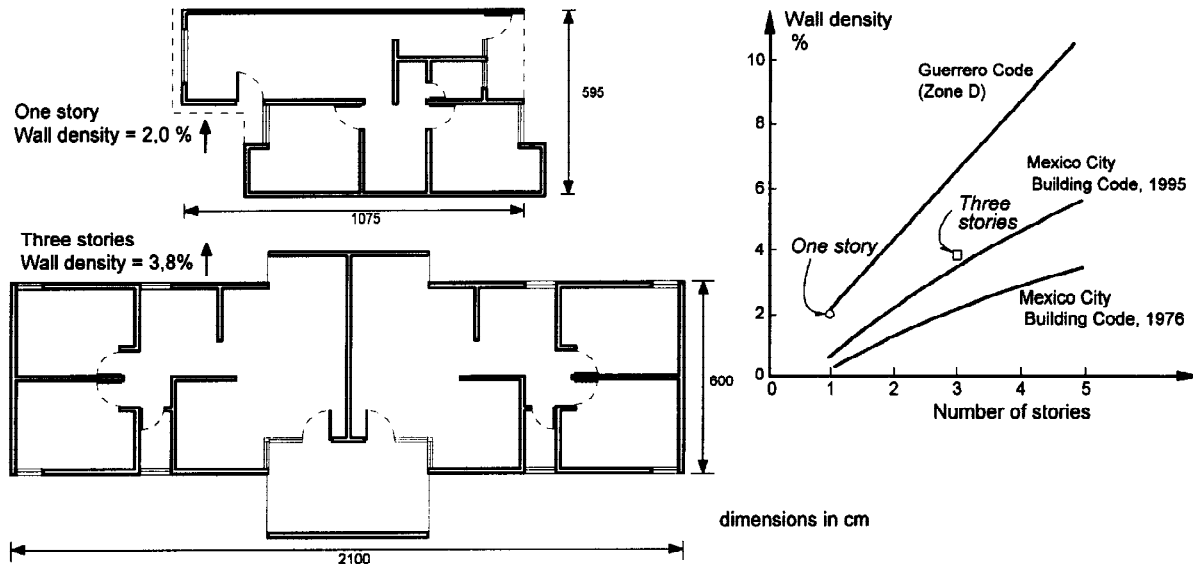 One story
Wall density = 2,0 %
595
1075
Three stories
Wall density = 3,8%
600
2100
dimensions in cm
Wall density
%
10
8
6
4
2
0
0
1
2
3
4
5
Number of stories
Guerrero Code
(Zone D)
Mexico City
Building Code, 1995
Three
stories
One story
Mexico City
Building Code, 1976